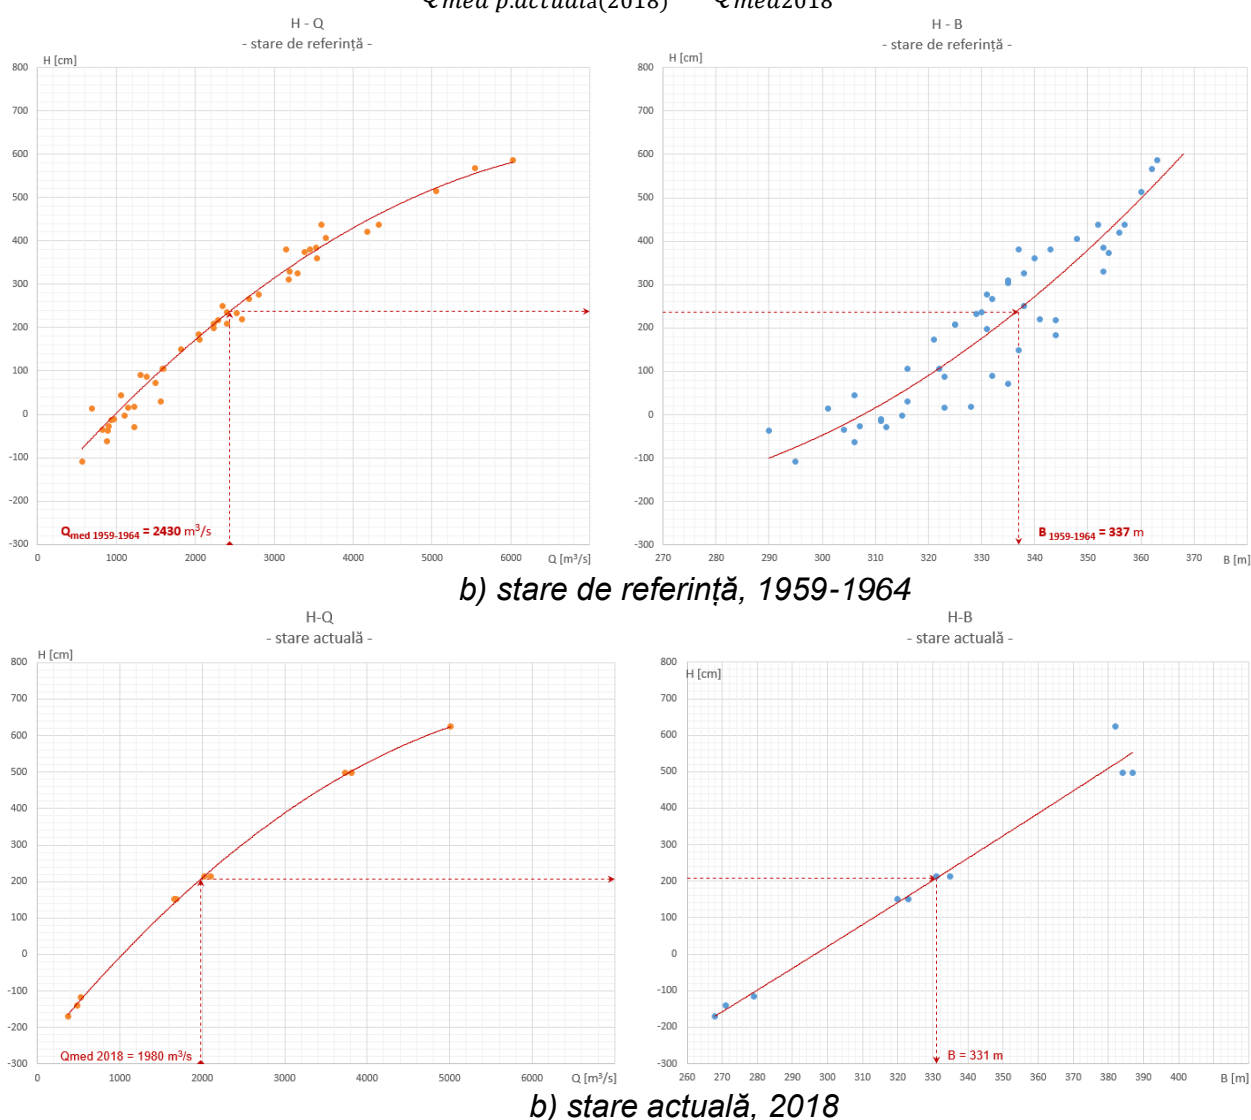 Q med p.actuală(2018) Q med2018
H - Q
- stare de referință -
H [cm]
800
700
600
500
400
300
200
100
0
-100
-200
-300
Qmed 1959-1964 = 2430 m³/s
0 1000 2000 3000 4000 5000 6000 Q [m³/s]
H - B
- stare de referință -
H [cm]
800
700
600
500
400
300
200
100
0
-100
-200
-300
B 1959-1964 = 337 m
270 280 290 300 310 320 330 340 350 360 370 B [m]
b) stare de referință, 1959-1964
H-Q
- stare actuală -
H [cm]
800
700
600
500
400
300
200
100
0
-100
-200
-300
Qmed 2018 = 1980 m³/s
0 1000 2000 3000 4000 5000 6000 Q [m³/s]
H-B
- stare actuală -
H [cm]
800
700
600
500
400
300
200
100
0
-100
-200
-300
B = 331 m
260 270 280 290 300 310 320 330 340 350 360 370 380 390 400 B [m]
b) stare actuală, 2018